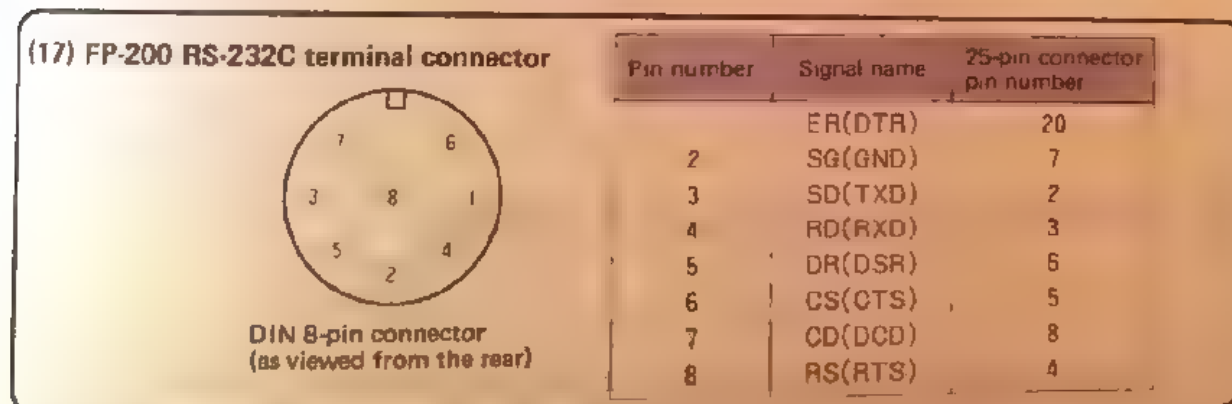 (17) FP-200 RS-232C terminal connector
7 6
3 8 1
5 4
2
DIN 8-pin connector
(as viewed from the rear)
Pin number Signal name 25-pin connector pin number
ER(DTR) 20
2 SG(GND) 7
3 SD(TXD) 2
4 RD(RXD) 3
5 DR(DSR) 6
6 CS(CTS) 5
7 CD(DCD) 8
8 RS(RTS) 4